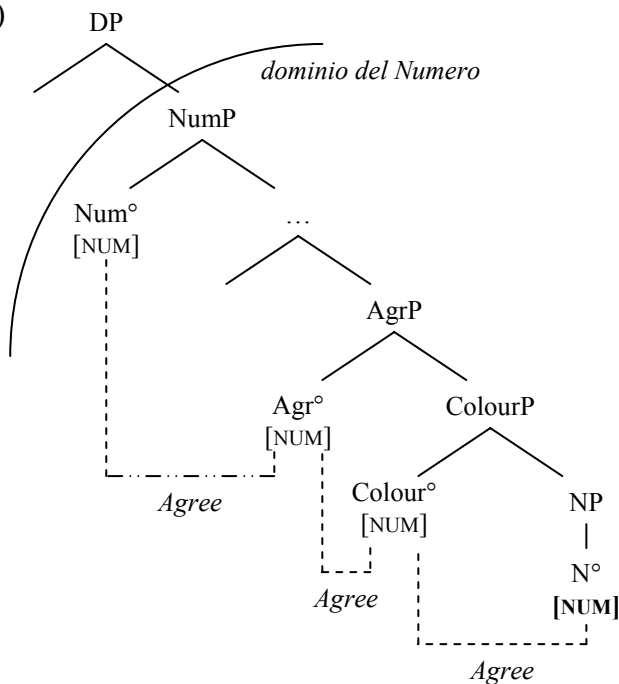 )
DP
dominio del Numero
NumP
Num°
[NUM]
…
AgrP
Agr°
[NUM]
ColourP
Agree
Colour°
[NUM]
NP
N°
[NUM]
Agree
Agree